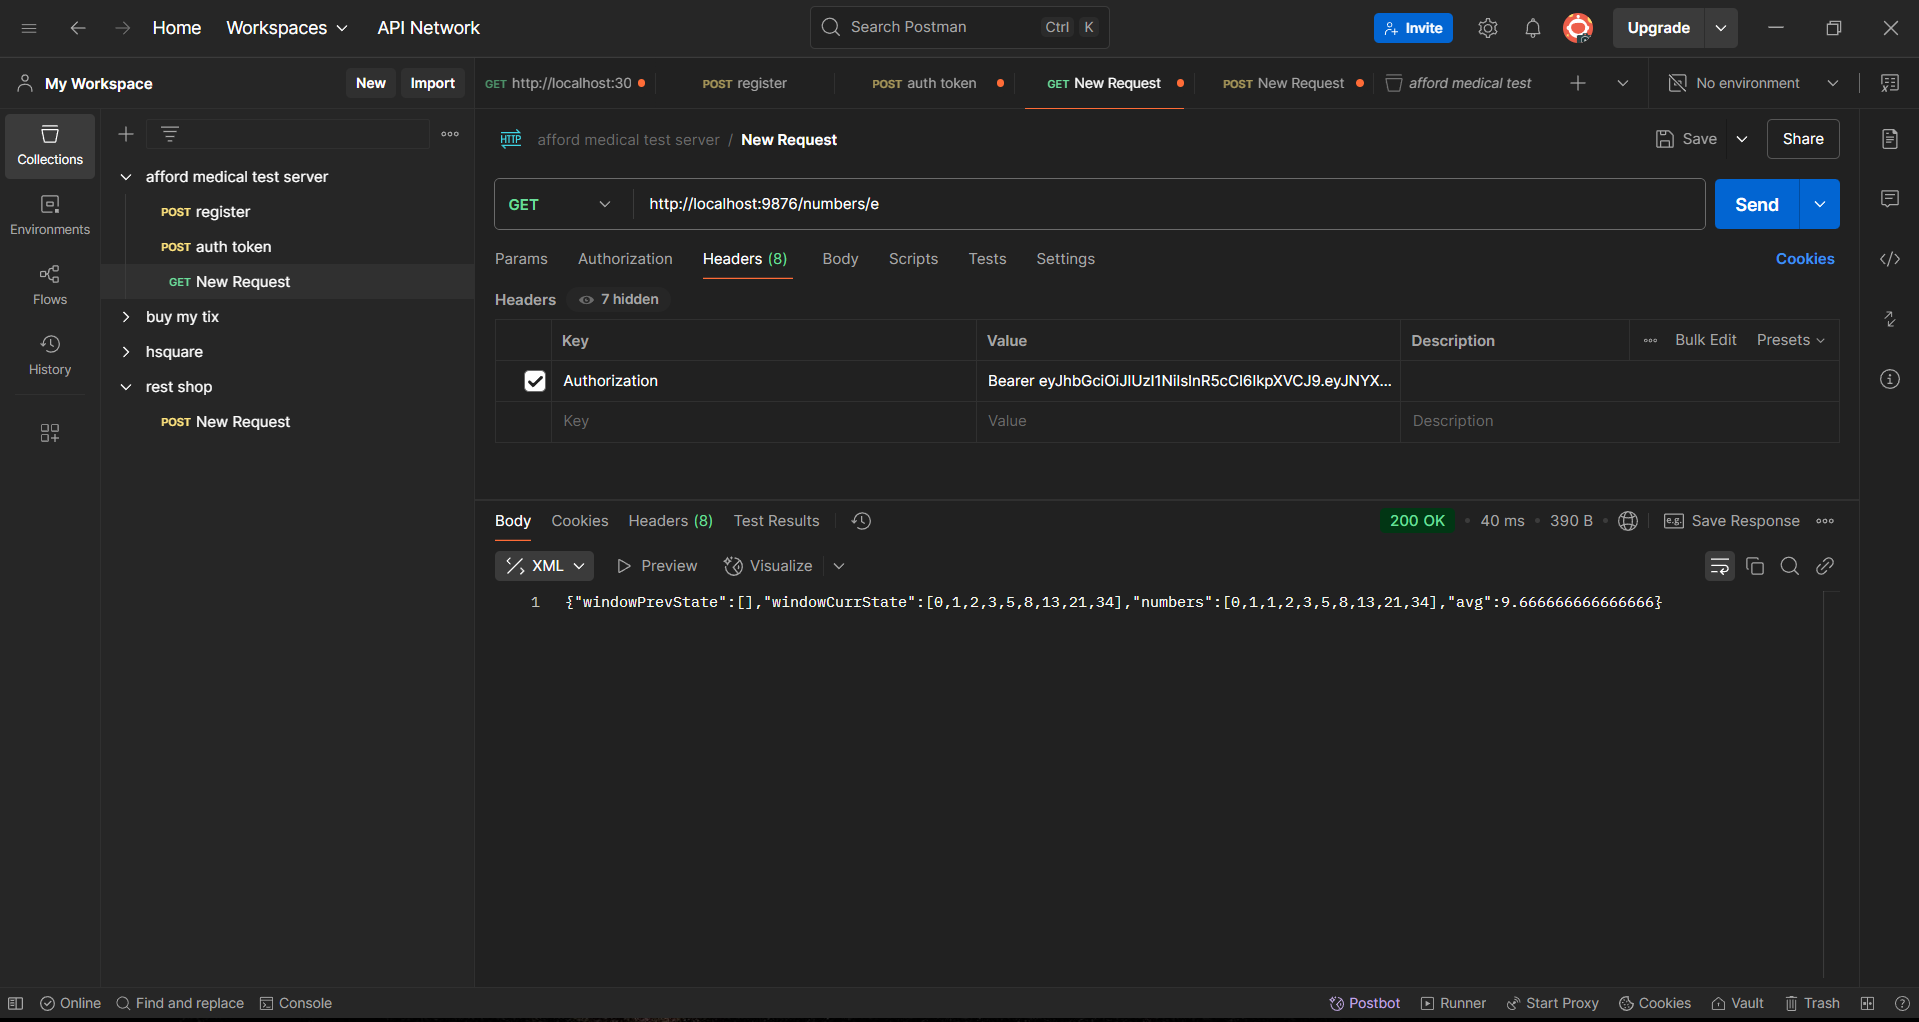 Home Workspaces API Network Search Postman Ctrl K Invite Upgrade
My Workspace New Import GET http://localhost:30 POST register POST auth token GET New Request POST New Request afford medical test No environment
Collections
Environments
Flows
History
afford medical test server
POST register
POST auth token
GET New Request
buy my tix
hsquare
rest shop
POST New Request
HTTP afford medical test server / New Request Save Share
GET http://localhost:9876/numbers/e Send
Params Authorization Headers (8) Body Scripts Tests Settings Cookies
Headers 7 hidden
Key Value Description Bulk Edit Presets
Authorization Bearer eyJhbGciOiJIUzI1NiIsInR5cCI6IkpXVCJ9.eyJNYX...
Key Value Description
Body Cookies Headers (8) Test Results 200 OK • 40 ms • 390 B • e.g. Save Response
XML Preview Visualize
1 {"windowPrevState":[],"windowCurrState":[0,1,2,3,5,8,13,21,34],"numbers":[0,1,1,2,3,5,8,13,21,34],"avg":9.666666666666666}
Online Find and replace Console Postbot Runner Start Proxy Cookies Vault Trash